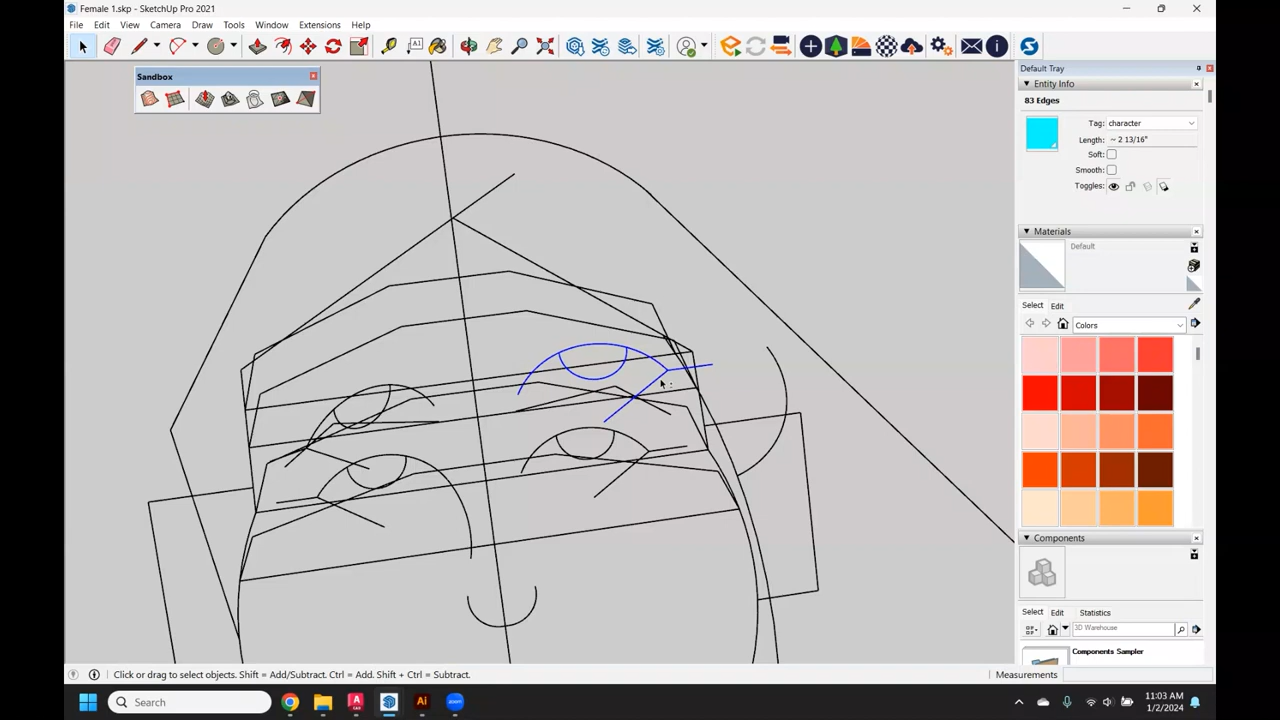 Female 1.skp - SketchUp Pro 2021
File Edit View Camera Draw Tools Window Extensions Help
Sandbox
Default Tray
Entity Info
83 Edges
Tag: character
Length: ~ 2 13/16"
Soft:
Smooth:
Toggles:
Materials
Default
Select Edit
Colors
Components
Select Edit Statistics
3D Warehouse
Components Sampler
Click or drag to select objects. Shift = Add/Subtract. Ctrl = Add. Shift + Ctrl = Subtract.
Measurements
Search
zoom
11:03 AM
1/2/2024